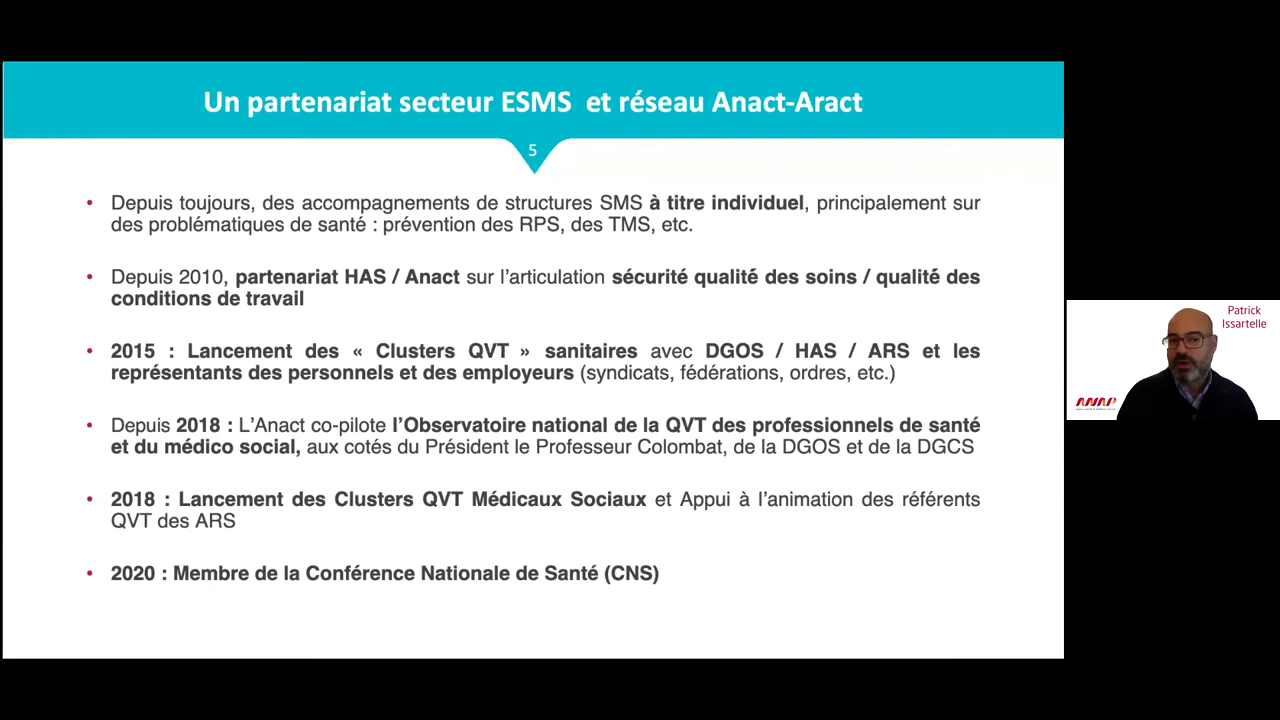 Un partenariat secteur ESMS et réseau Anact-Aract
5
• Depuis toujours, des accompagnements de structures SMS à titre individuel, principalement sur
des problématiques de santé : prévention des RPS, des TMS, etc.
• Depuis 2010, partenariat HAS / Anact sur l’articulation sécurité qualité des soins / qualité des
conditions de travail
• 2015 : Lancement des « Clusters QVT » sanitaires avec DGOS / HAS / ARS et les
représentants des personnels et des employeurs (syndicats, fédérations, ordres, etc.)
• Depuis 2018 : L’Anact co-pilote l’Observatoire national de la QVT des professionnels de santé
et du médico social, aux cotés du Président le Professeur Colombat, de la DGOS et de la DGCS
• 2018 : Lancement des Clusters QVT Médicaux Sociaux et Appui à l’animation des référents
QVT des ARS
• 2020 : Membre de la Conférence Nationale de Santé (CNS)
Patrick
Issartelle
ANAP